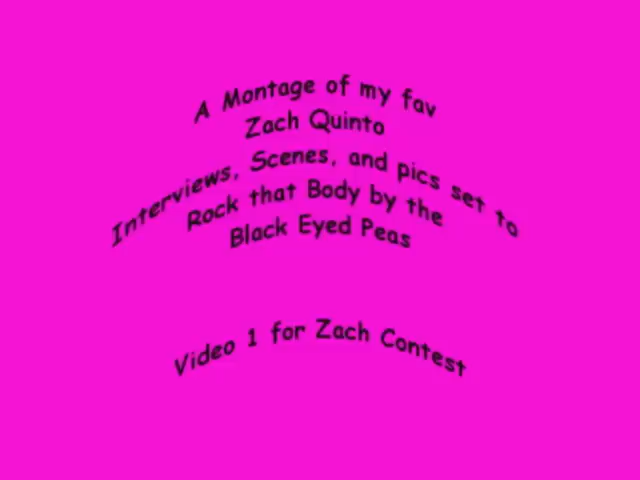 A Montage of my fav
Zach Quinto
Interviews, Scenes, and pics set to
Rock that Body by the
Black Eyed Peas
Video 1 for Zach Contest